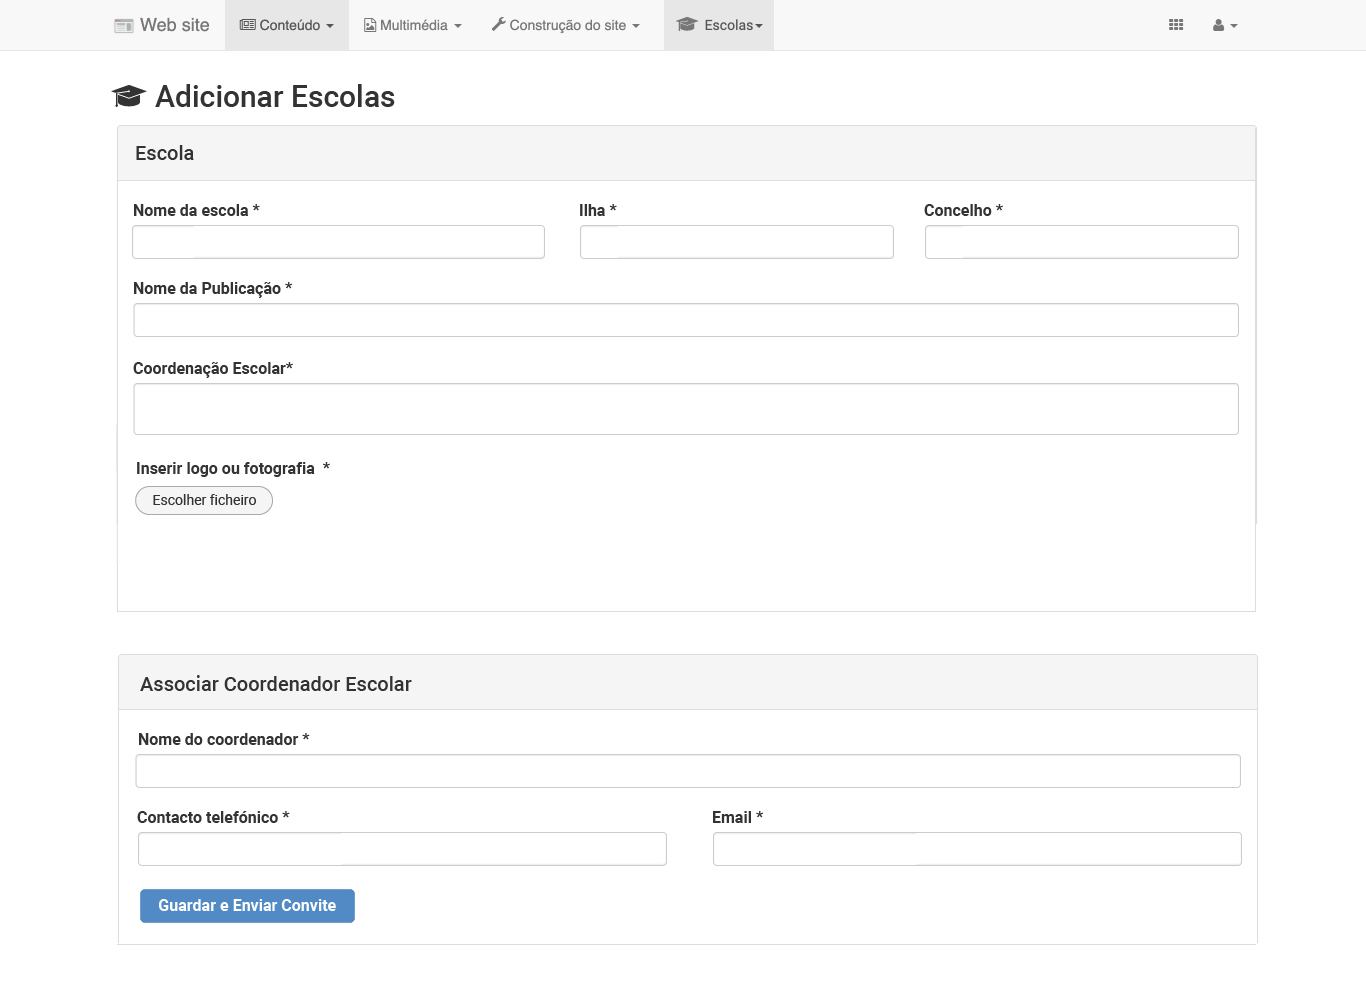 Web site Conteúdo Multimédia Construção do site Escolas
Adicionar Escolas
Escola
Nome da escola * Ilha * Concelho *
Nome da Publicação *
Coordenação Escolar*
Inserir logo ou fotografia *
Escolher ficheiro
Associar Coordenador Escolar
Nome do coordenador *
Contacto telefónico * Email *
Guardar e Enviar Convite